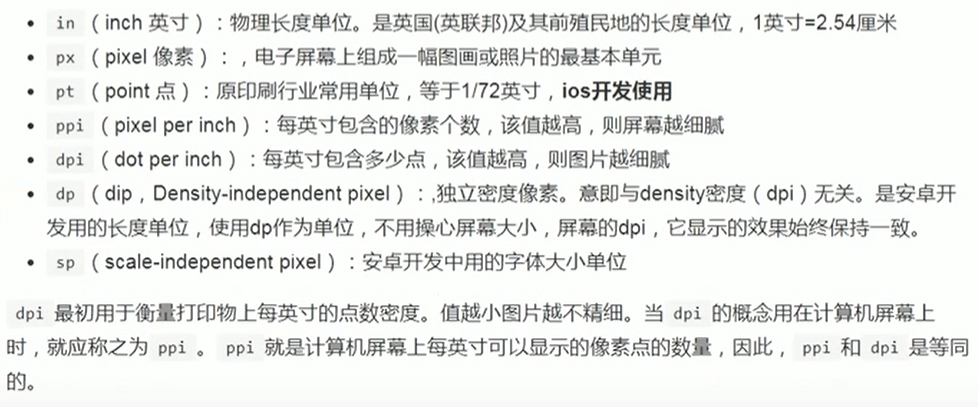 • in （inch 英寸）：物理长度单位。是英国(英联邦)及其前殖民地的长度单位，1英寸=2.54厘米
• px （pixel 像素）：，电子屏幕上组成一幅图画或照片的最基本单元
• pt （point 点）：原印刷行业常用单位，等于1/72英寸，ios开发使用
• ppi （pixel per inch）：每英寸包含的像素个数，该值越高，则屏幕越细腻
• dpi （dot per inch）：每英寸包含多少点，该值越高，则图片越细腻
• dp （dip，Density-independent pixel）：,独立密度像素。意即与density密度（dpi）无关。是安卓开
发用的长度单位，使用dp作为单位，不用操心屏幕大小，屏幕的dpi，它显示的效果始终保持一致。
• sp （scale-independent pixel）：安卓开发中用的字体大小单位
dpi 最初用于衡量打印物上每英寸的点数密度。值越小图片越不精细。当 dpi 的概念用在计算机屏幕上
时，就应称之为 ppi 。 ppi 就是计算机屏幕上每英寸可以显示的像素点的数量，因此， ppi 和 dpi 是等同
的。